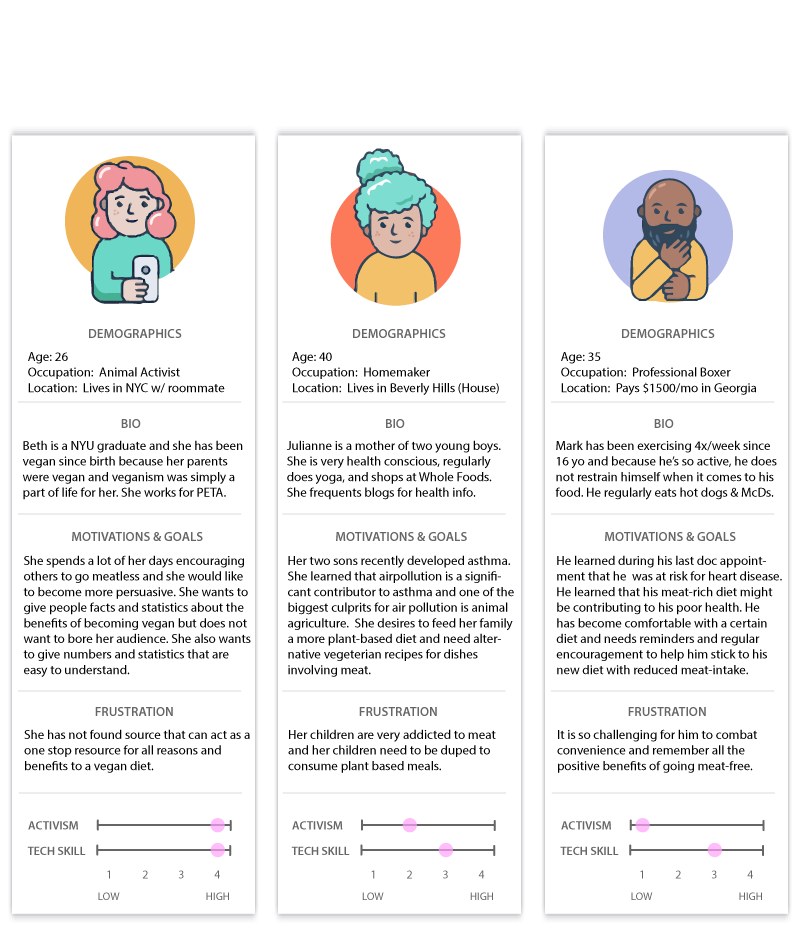 DEMOGRAPHICS
Age: 26
Occupation:  Animal Activist
Location:  Lives in NYC w/ roommate
BIO
Beth is a NYU graduate and she has been
vegan since birth because her parents
were vegan and veganism was simply a
part of life for her. She works for PETA.
MOTIVATIONS & GOALS
She spends a lot of her days encouraging
others to go meatless and she would like
to become more persuasive. She wants to
give people facts and statistics about the
benefits of becoming vegan but does not
want to bore her audience. She also wants
to give numbers and statistics that are
easy to understand.
FRUSTRATION
She has not found source that can act as a
one stop resource for all reasons and
benefits to a vegan diet.
ACTIVISM
TECH SKILL
1 2 3 4
LOW HIGH
DEMOGRAPHICS
Age: 40
Occupation:  Homemaker
Location:  Lives in Beverly Hills (House)
BIO
Julianne is a mother of two young boys.
She is very health conscious, regularly
does yoga, and shops at Whole Foods.
She frequents blogs for health info.
MOTIVATIONS & GOALS
Her two sons recently developed asthma.
She learned that airpollution is a signifi-
cant contributor to asthma and one of the
biggest culprits for air pollution is animal
agriculture.  She desires to feed her family
a more plant-based diet and need alter-
native vegeterian recipes for dishes
involving meat.
FRUSTRATION
Her children are very addicted to meat
and her children need to be duped to
consume plant based meals.
ACTIVISM
TECH SKILL
1 2 3 4
LOW HIGH
DEMOGRAPHICS
Age: 35
Occupation:  Professional Boxer
Location:  Pays $1500/mo in Georgia
BIO
Mark has been exercising 4x/week since
16 yo and because he's so active, he does
not restrain himself when it comes to his
food. He regularly eats hot dogs & McDs.
MOTIVATIONS & GOALS
He learned during his last doc appoint-
ment that he  was at risk for heart disease.
He learned that his meat-rich diet might
be contributing to his poor health. He
has become comfortable with a certain
diet and needs reminders and regular
encouragement to help him stick to his
new diet with reduced meat-intake.
FRUSTRATION
It is so challenging for him to combat
convenience and remember all the
positive benefits of going meat-free.
ACTIVISM
TECH SKILL
1 2 3 4
LOW HIGH